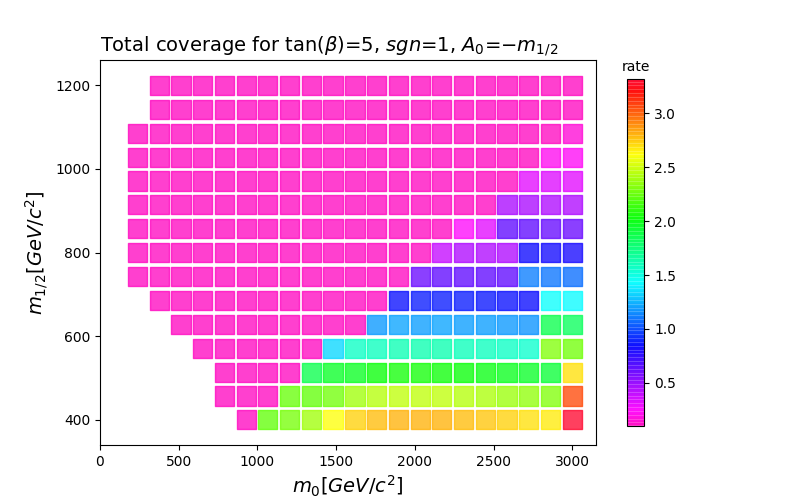 Total coverage for tan(β)=5, sgn=1, A₀=−m₁/₂
rate
1200
1000
800
600
400
m₁/₂[GeV/c²]
0 500 1000 1500 2000 2500 3000
m₀[GeV/c²]
3.0
2.5
2.0
1.5
1.0
0.5